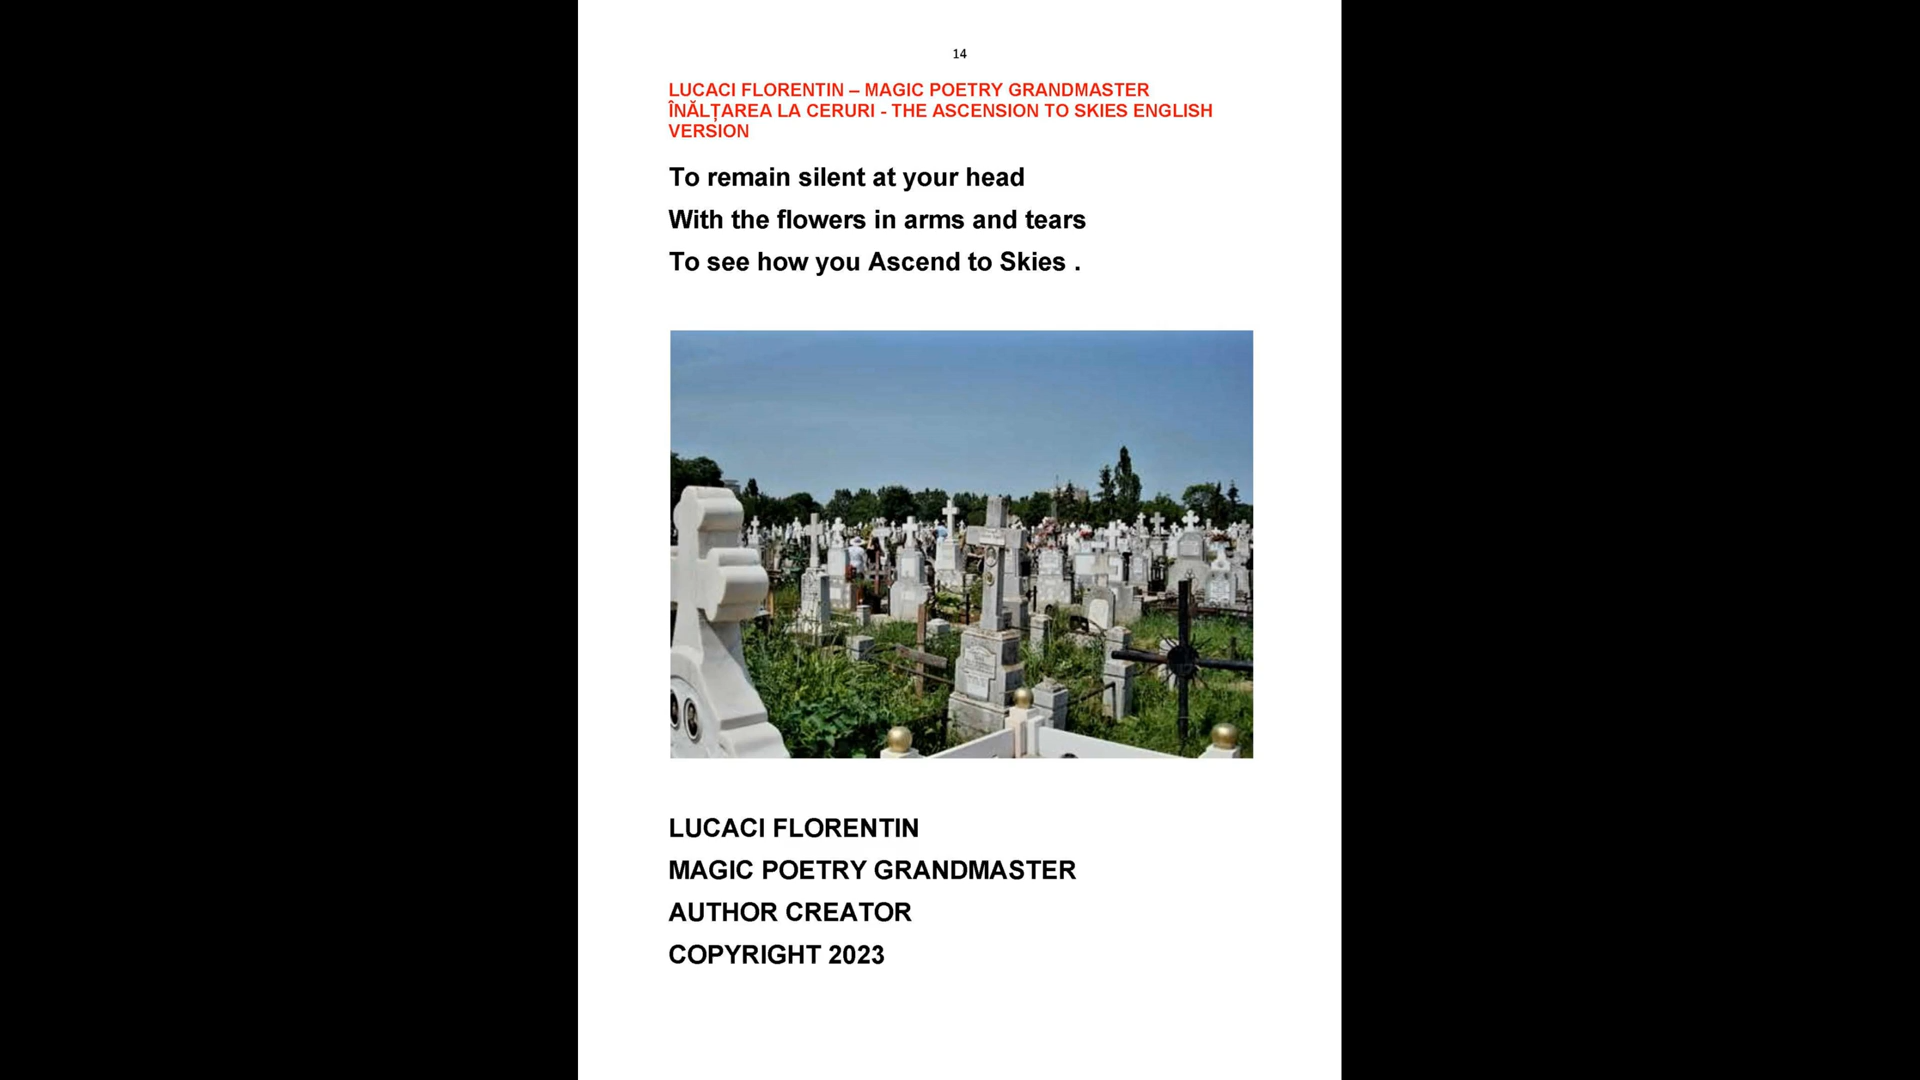 14
LUCACI FLORENTIN – MAGIC POETRY GRANDMASTER
ÎNĂLȚAREA LA CERURI - THE ASCENSION TO SKIES ENGLISH
VERSION
To remain silent at your head
With the flowers in arms and tears
To see how you Ascend to Skies .
LUCACI FLORENTIN
MAGIC POETRY GRANDMASTER
AUTHOR CREATOR
COPYRIGHT 2023